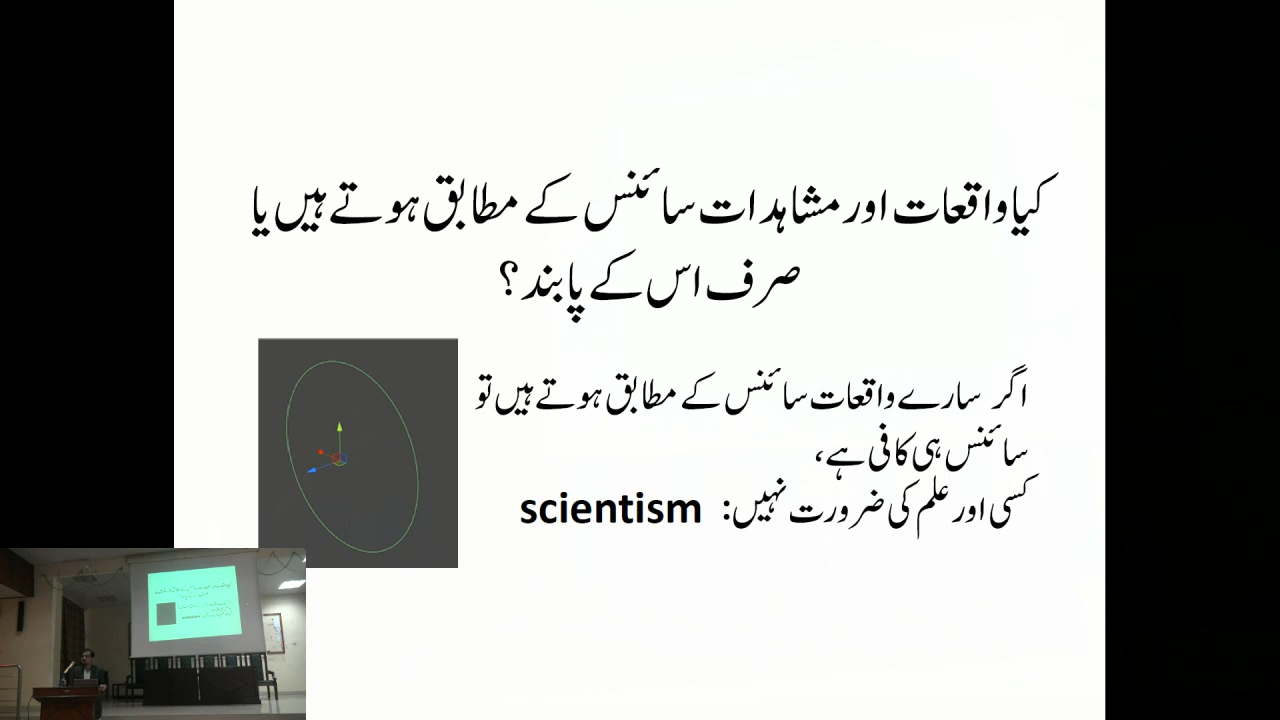 کیا واقعات اور مشاہدات سائنس کے مطابق ہوتے ہیں یا
صرف اس کے پابند ؟
اگر سارے واقعات سائنس کے مطابق ہوتے ہیں تو
سائنس ہی کافی ہے،
کسی اور علم کی ضرورت نہیں: scientism
scientism